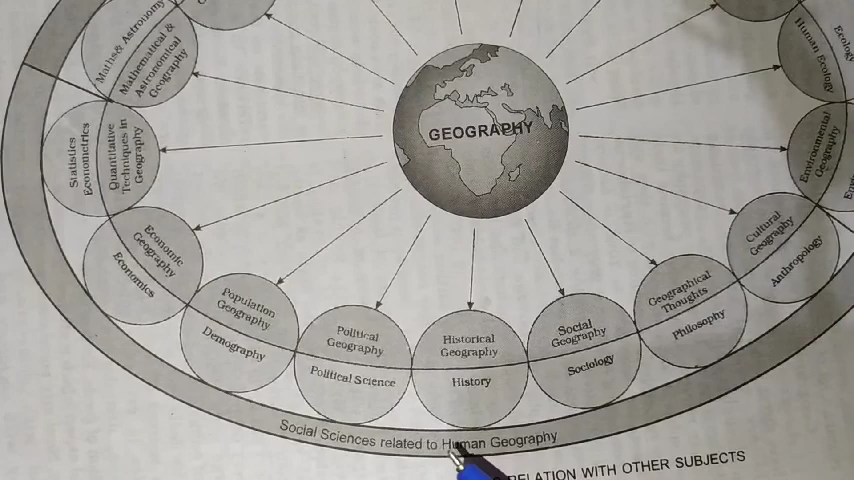 Maths & Astronomy
Mathematical &
Astronomical
Geography
Human Ecology
Ecology
GEOGRAPHY
Statistics
Econometrics
Quantitative
Techniques in
Geography
Environmental
Geography
Economic
Geography
Economics
Cultural
Geography
Anthropology
Population
Geography
Demography
Political
Geography
Political Science
Historical
Geography
History
Social
Geography
Sociology
Geographical
Thoughts
Philosophy
Social Sciences related to Human Geography
RELATION WITH OTHER SUBJECTS